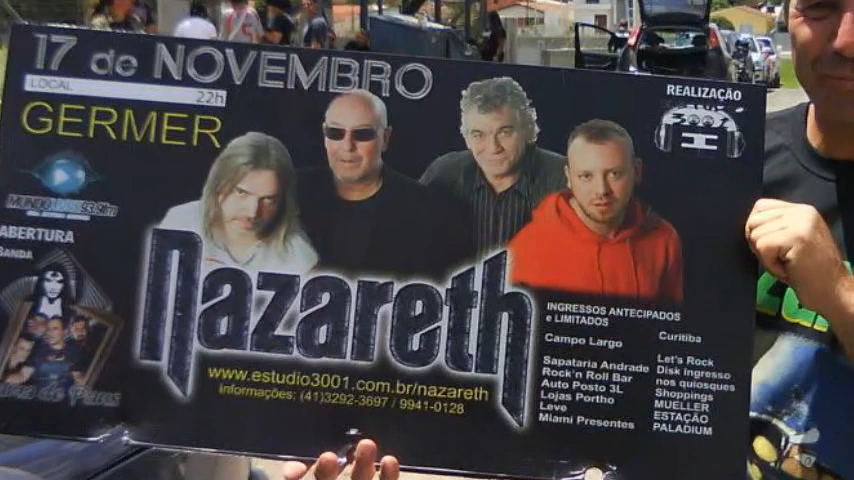 17 de NOVEMBRO
LOCAL 22h
GERMER
REALIZAÇÃO
3001
MUNDO
ABERTURA
BANDA
Nazareth
www.estudio3001.com.br/nazareth
Informações: (41)3292-3697 / 9941-0128
INGRESSOS ANTECIPADOS
e LIMITADOS
Campo Largo
Sapataria Andrade
Rock'n Roll Bar
Auto Posto 3L
Lojas Portho
Leve
Miami Presentes
Curitiba
Let's Rock
Disk Ingresso
nos quiosques
Shoppings
MUELLER
ESTAÇÃO
PALADIUM